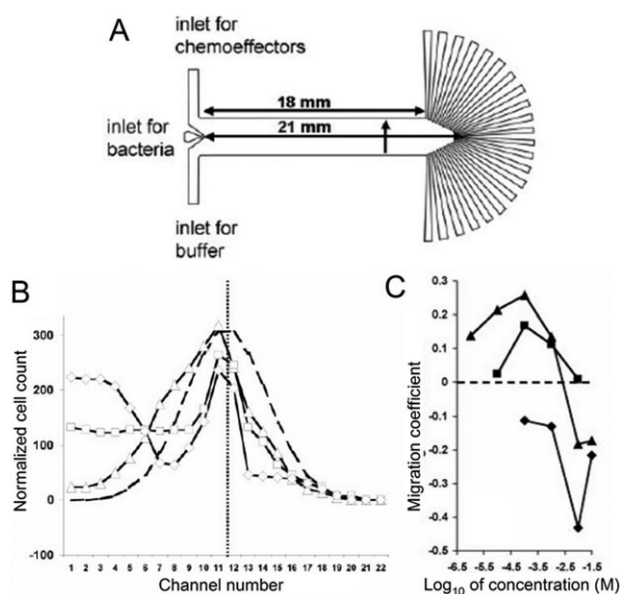 A
inlet for
chemoeffectors
18 mm
inlet for
bacteria
21 mm
inlet for
buffer
B
Normalized cell count
300
200
100
0
-100
1 2 3 4 5 6 7 8 9 10 11 12 13 14 15 16 17 18 19 20 21 22
Channel number
C
Migration coefficient
0.3
0.2
0.1
0
-0.1
-0.2
-0.3
-0.4
-0.5
-6.5 -5.5 -4.5 -3.5 -2.5 -1.5
Log10 of concentration (M)